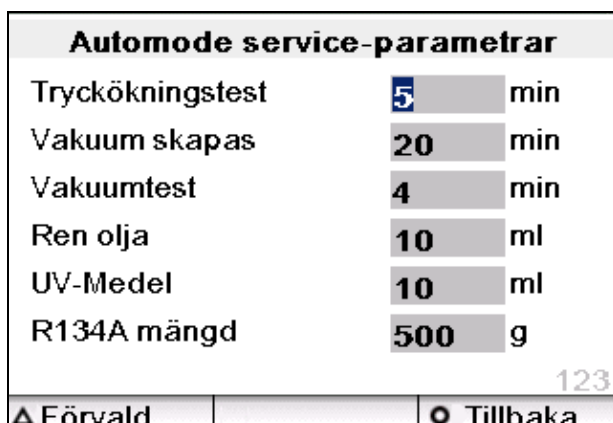 Automode service-parametrar
Tryckökningstest 5 min
Vakuum skapas 20 min
Vakuumtest 4 min
Ren olja 10 ml
UV-Medel 10 ml
R134A mängd 500 g
123
Förvald Tillbaka